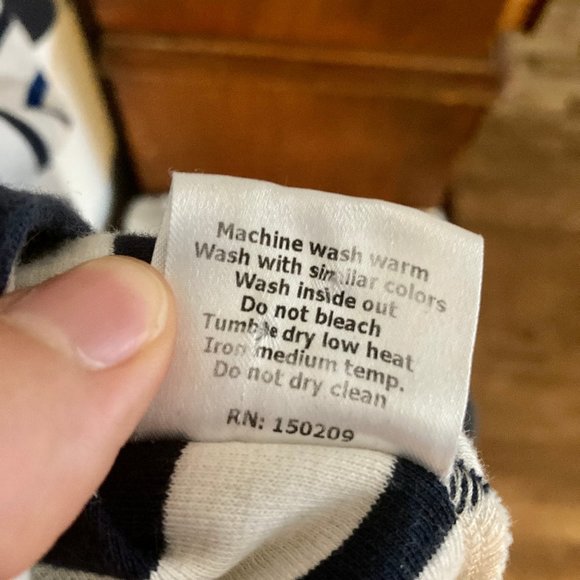 Machine wash warm
Wash with similar colors
Wash inside out
Do not bleach
Tumble dry low heat
Iron medium temp.
Do not dry clean
RN: 150209